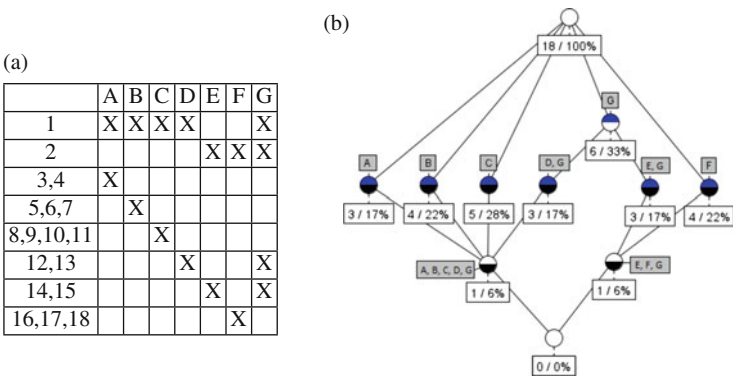 (a)
A B C D E F G
1 X X X X X
2 X X X
3,4 X
5,6,7 X
8,9,10,11 X
12,13 X X
14,15 X X
16,17,18 X
(b)
18 / 100%
G
6 / 33%
A B C D, G E, G F
3 / 17% 4 / 22% 5 / 28% 3 / 17% 3 / 17% 4 / 22%
A, B, C, D, G E, F, G
1 / 6% 1 / 6%
0 / 0%